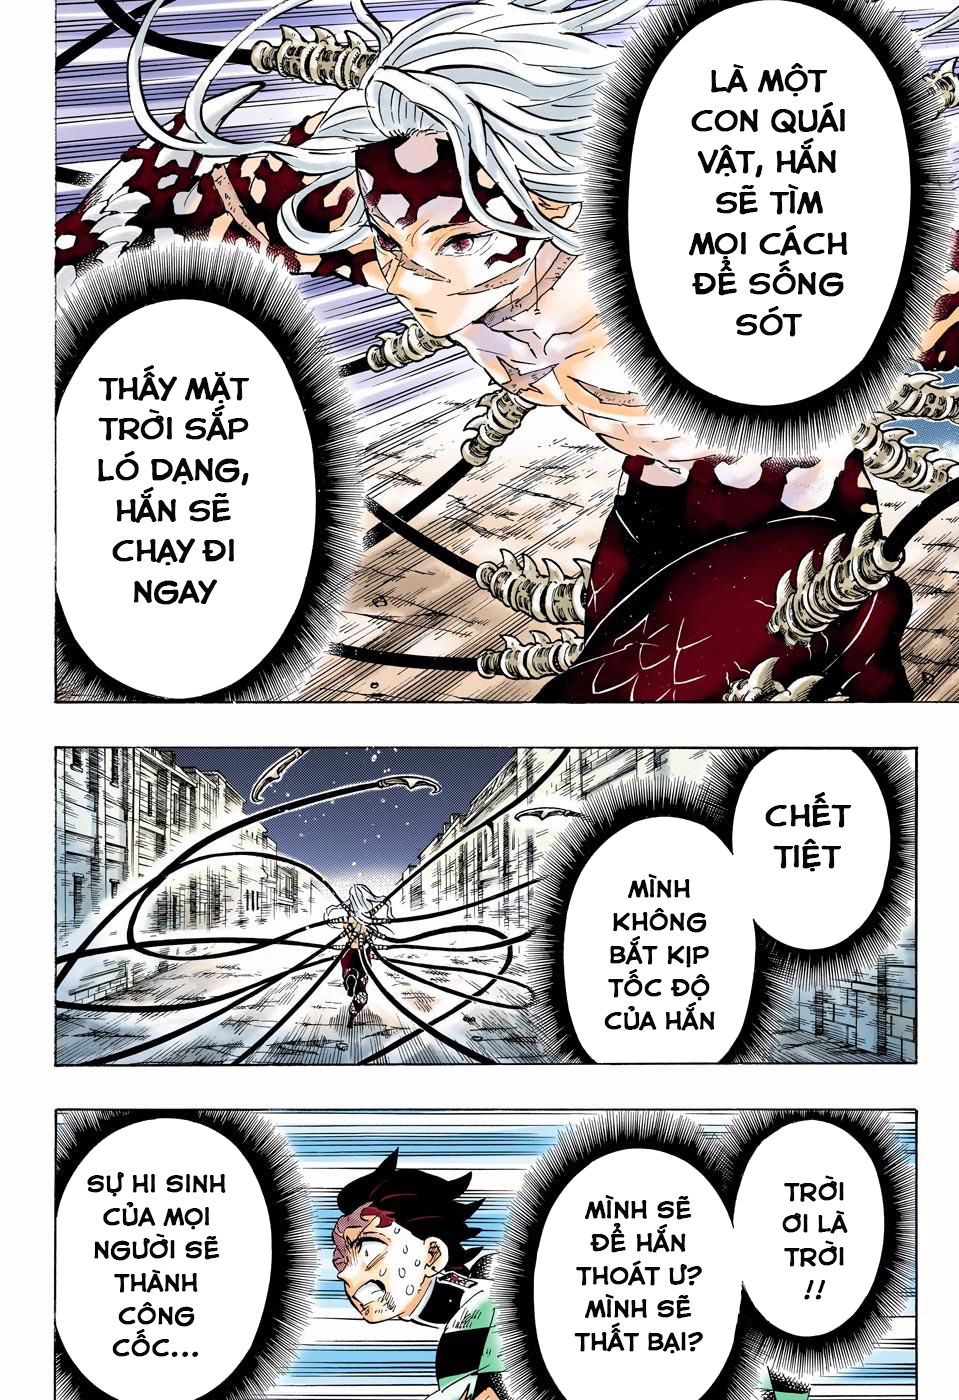 LÀ MỘT
CON QUÁI
VẬT, HẮN
SẼ TÌM
MỌI CÁCH
ĐỂ SỐNG
SÓT
THẤY MẶT
TRỜI SẮP
LÓ DẠNG,
HẮN SẼ
CHẠY ĐI
NGAY
CHẾT
TIỆT
MÌNH
KHÔNG
BẮT KỊP
TỐC ĐỘ
CỦA HẮN
TRỜI
ƠI LÀ
TRỜI
!!
MÌNH SẼ
ĐỂ HẮN
THOÁT Ư?
MÌNH SẼ
THẤT BẠI?
SỰ HI SINH
CỦA MỌI
NGƯỜI SẼ
THÀNH
CÔNG
CỐC...